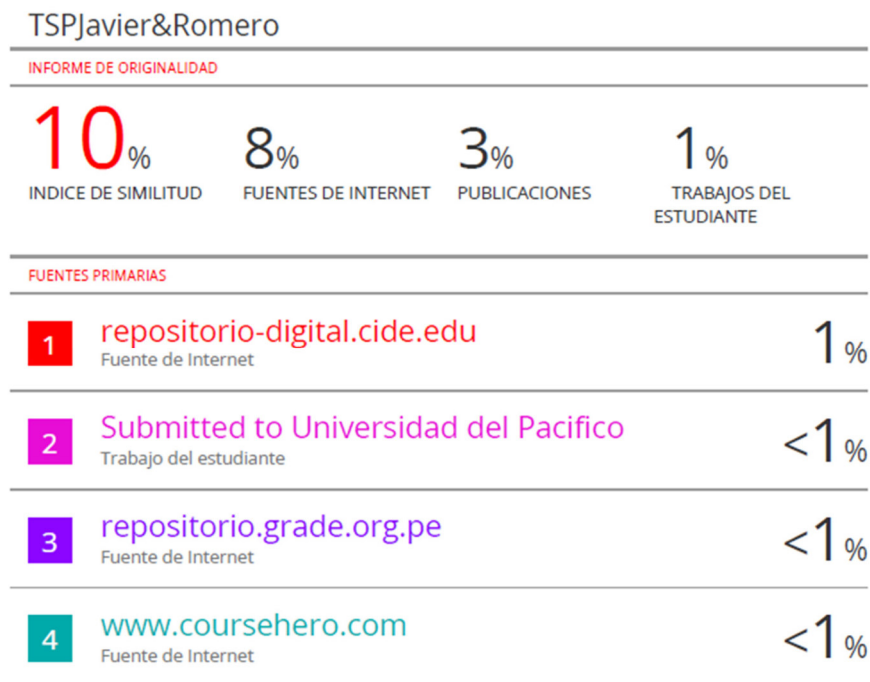 TSPJavier&Romero
INFORME DE ORIGINALIDAD
10% 8% 3% 1%
INDICE DE SIMILITUD FUENTES DE INTERNET PUBLICACIONES TRABAJOS DEL
ESTUDIANTE
FUENTES PRIMARIAS
1 repositorio-digital.cide.edu 1%
Fuente de Internet
2 Submitted to Universidad del Pacifico <1%
Trabajo del estudiante
3 repositorio.grade.org.pe <1%
Fuente de Internet
4 www.coursehero.com <1%
Fuente de Internet